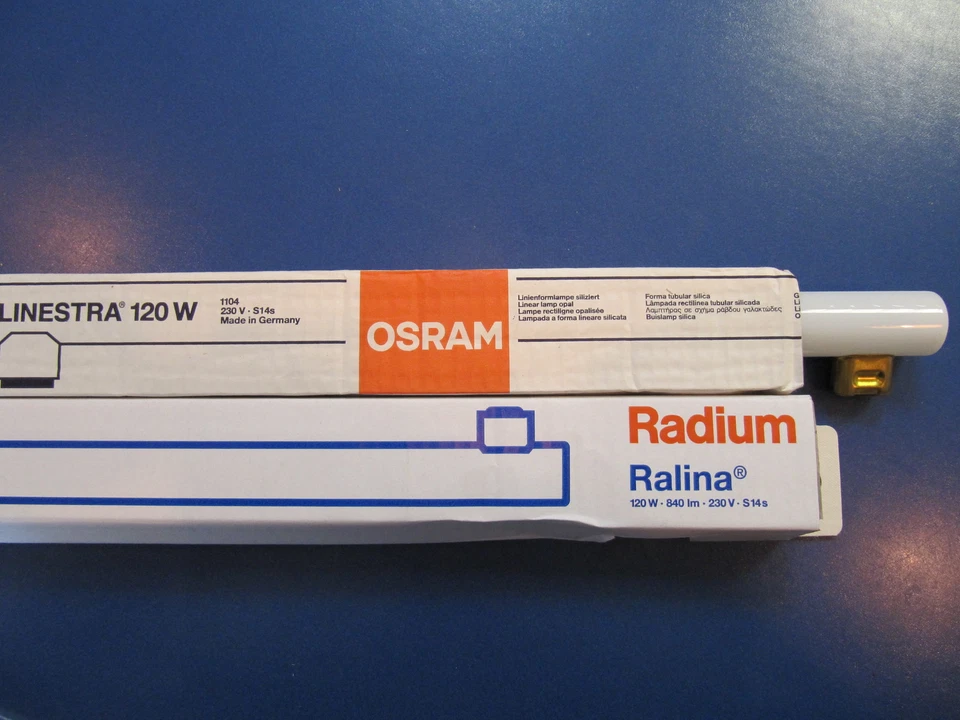 LINESTRA® 120 W
1104
230 V · S14s
Made in Germany
OSRAM
Linienformlampe siliziert
Linear lamp opal
Lampe rectiligne opalisée
Lampada a forma lineare silicata
Forma tubular silica
Lâmpada rectilinea tubular silicada
Λαμπτήρας σε σχήμα ράβδου γαλακτώδες
Buislamp silica
Radium
Ralina®
120 W · 840 lm · 230 V · S14s